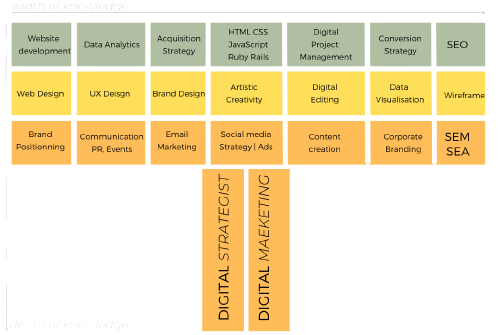 width of knowledge
Website
development
Data Analytics
Acquisition
Strategy
HTML CSS
JavaScript
Ruby Rails
Digital
Project
Management
Conversion
Strategy
SEO
Web Design
UX Deisgn
Brand Design
Artistic
Creativity
Digital
Editing
Data
Visualisation
Wireframe
Brand
Positionning
Communication
PR, Events
Email
Marketing
Social media
Strategy | Ads
Content
creation
Corporate
Branding
SEM
SEA
DIGITAL STRATEGIST
DIGITAL MAEKETING
depth of knowledge